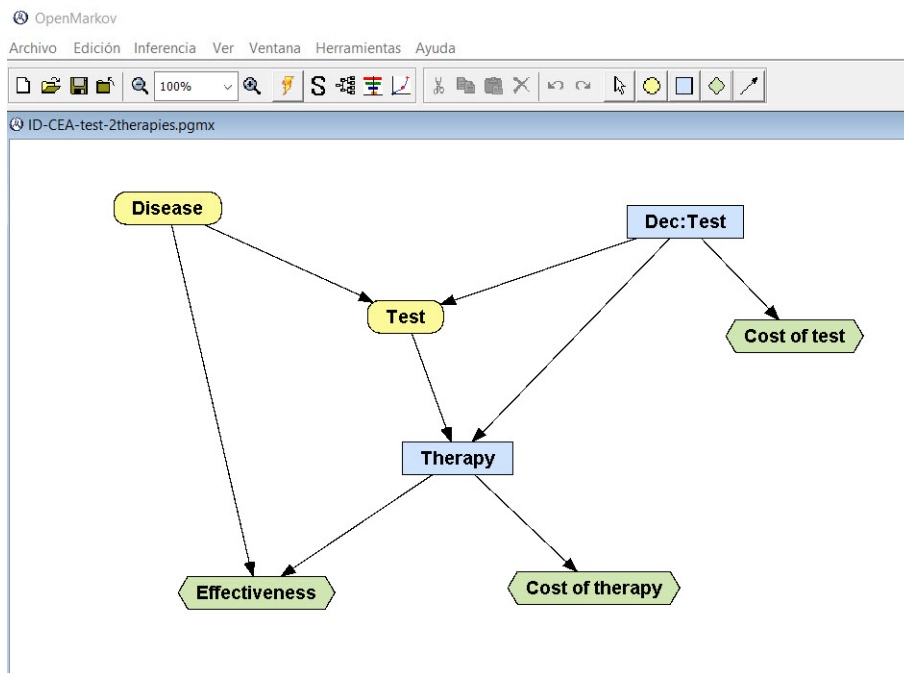 OpenMarkov
Archivo Edición Inferencia Ver Ventana Herramientas Ayuda
100% S
ID-CEA-test-2therapies.pgmx
Disease
Dec:Test
Test
Cost of test
Therapy
Effectiveness
Cost of therapy